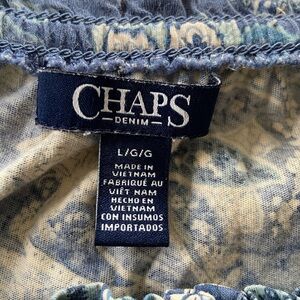 CHAPS
DENIM
L/G/G
MADE IN
VIETNAM
FABRIQUÉ AU
VIÊT NAM
HECHO EN
VIETNAM
CON INSUMOS
IMPORTADOS